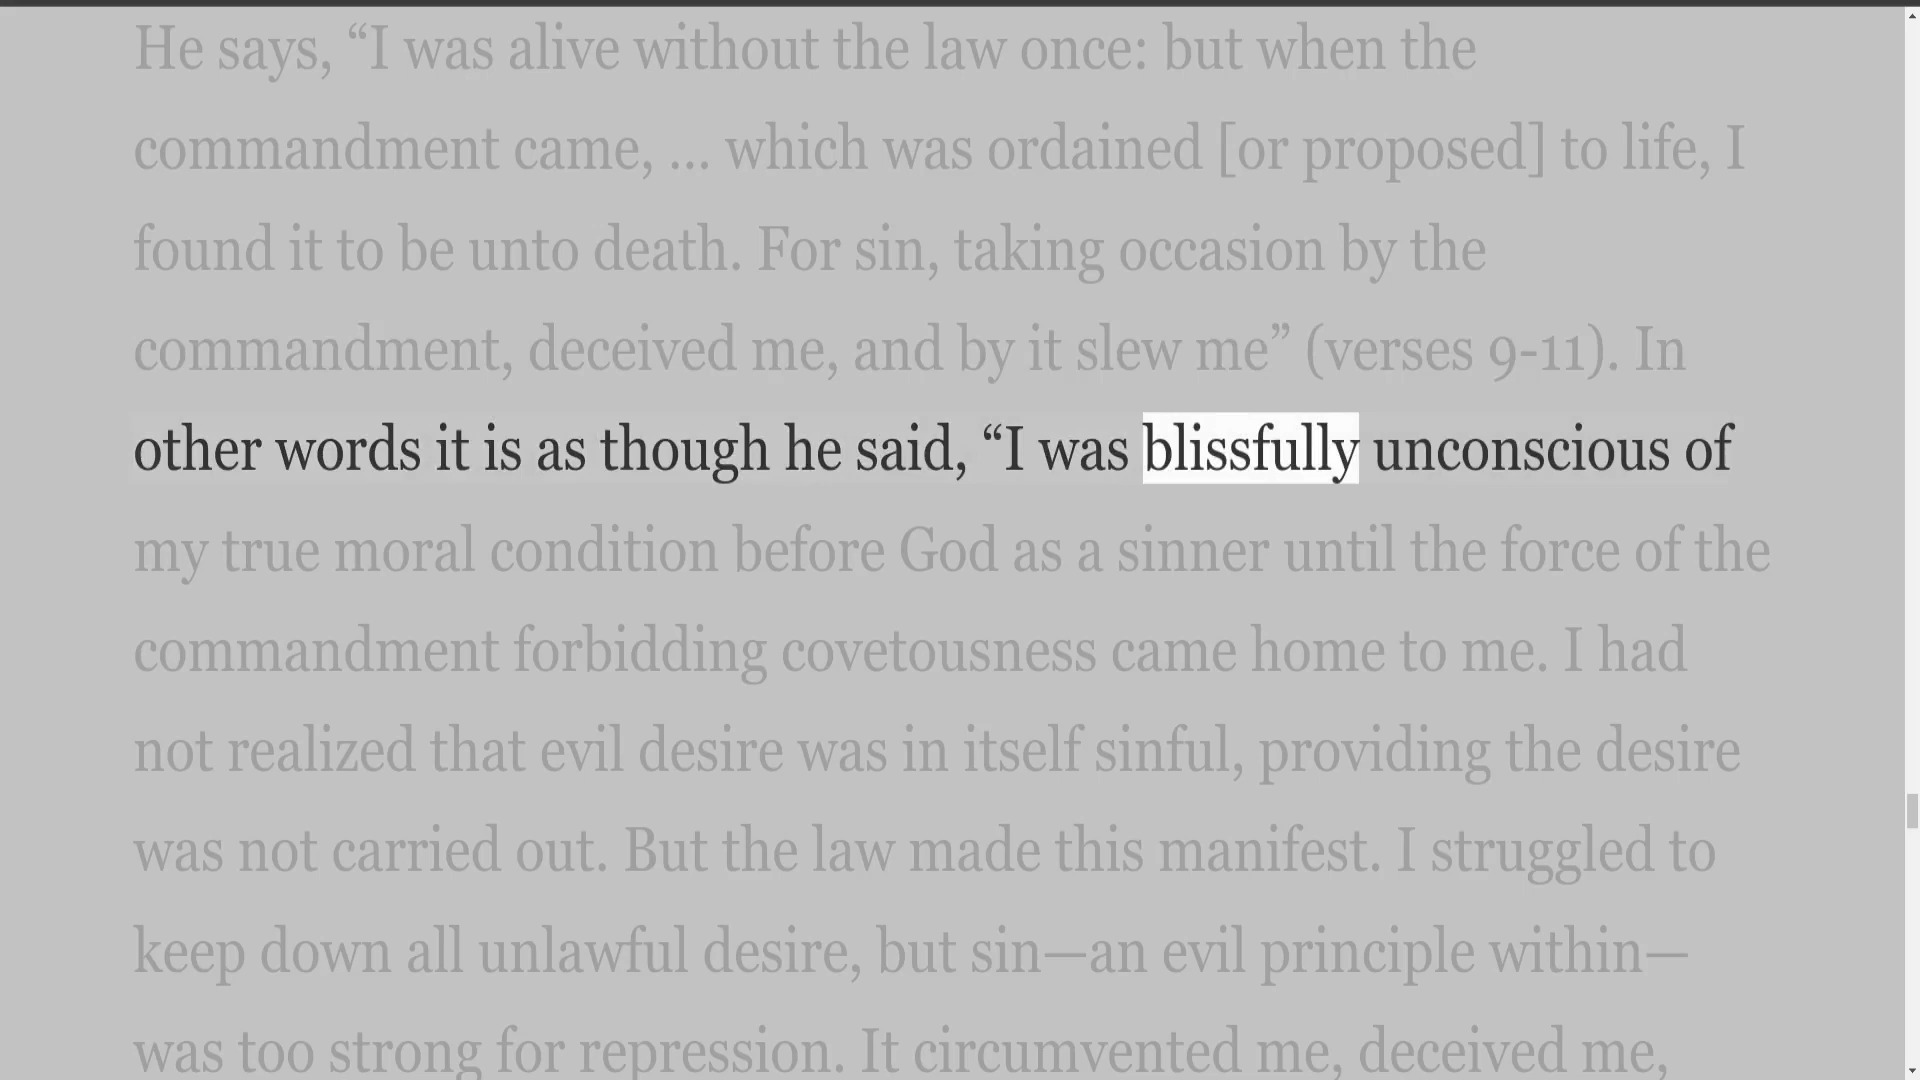 He says, “I was alive without the law once: but when the
commandment came, ... which was ordained [or proposed] to life, I
found it to be unto death. For sin, taking occasion by the
commandment, deceived me, and by it slew me” (verses 9-11). In
other words it is as though he said, “I was blissfully unconscious of
my true moral condition before God as a sinner until the force of the
commandment forbidding covetousness came home to me. I had
not realized that evil desire was in itself sinful, providing the desire
was not carried out. But the law made this manifest. I struggled to
keep down all unlawful desire, but sin—an evil principle within—
was too strong for repression. It circumvented me, deceived me,